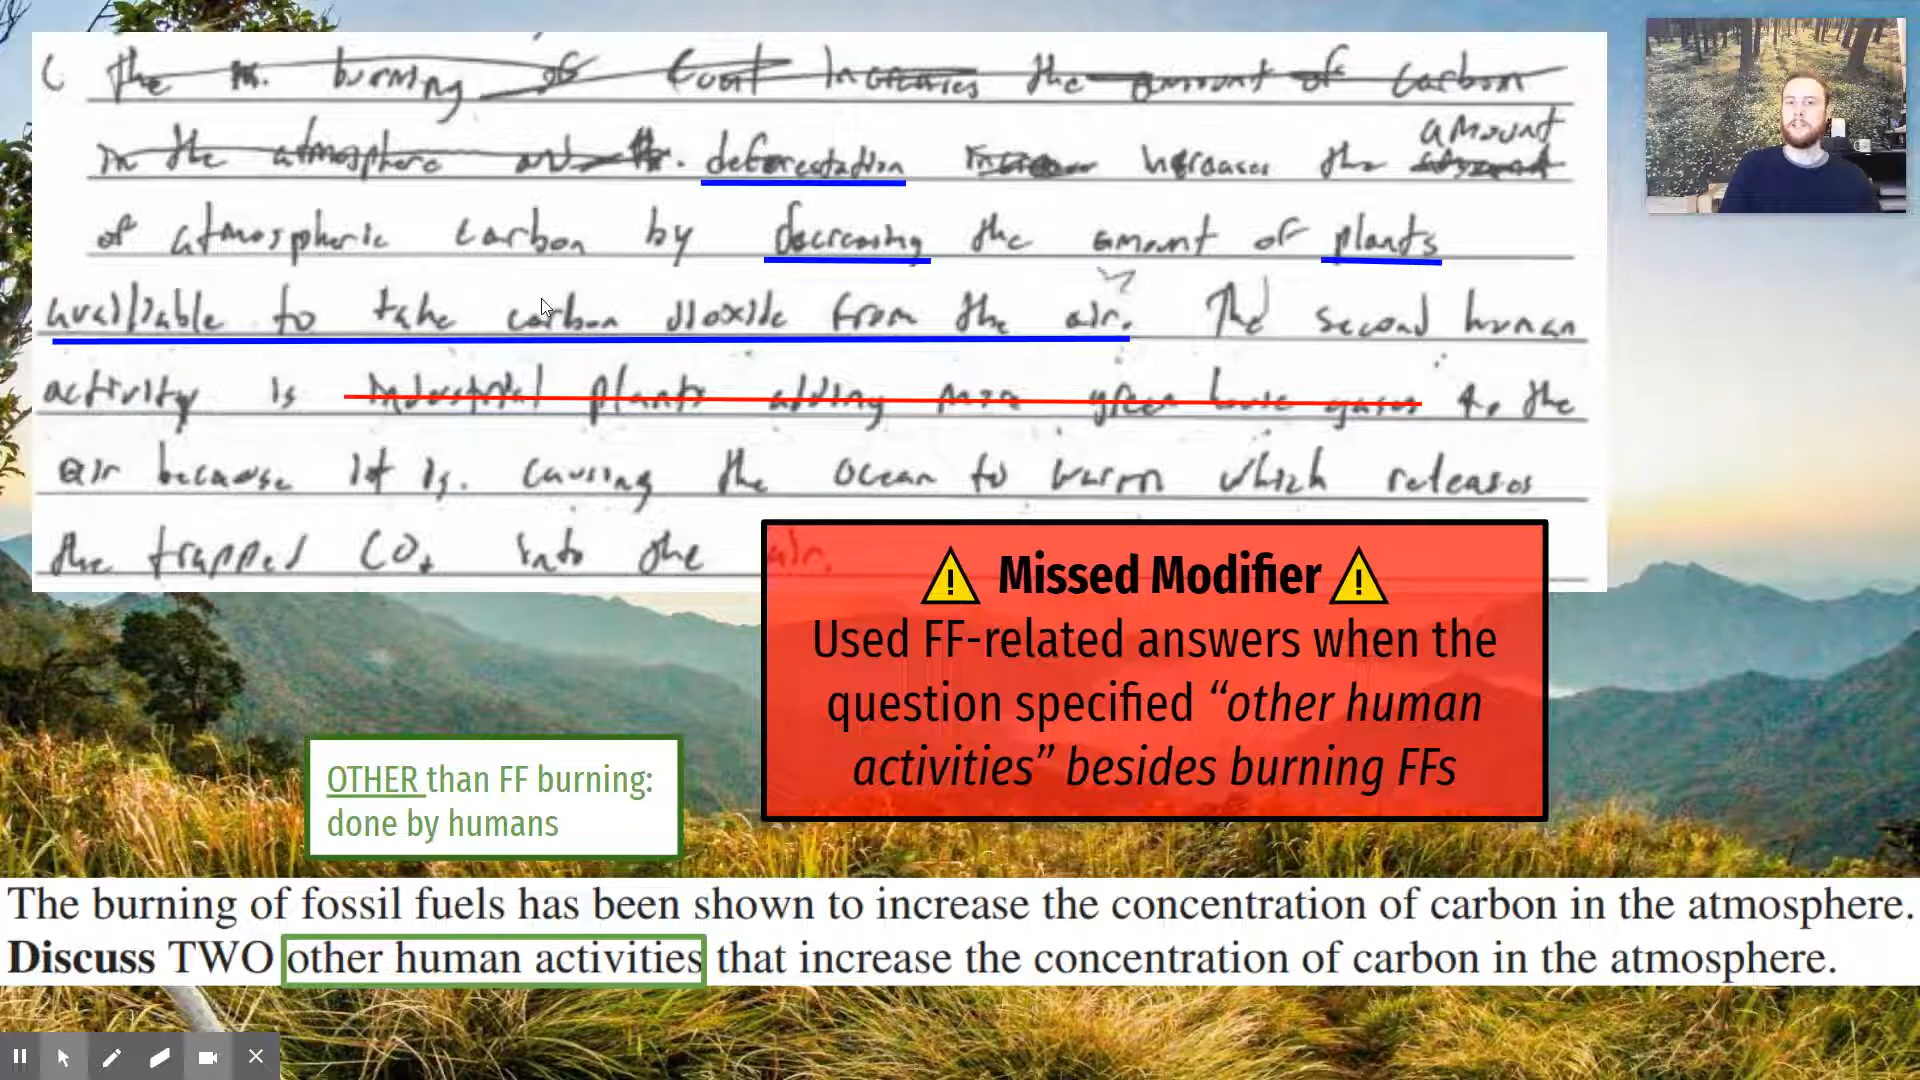 C the m. burning of Coal Increases the amount of carbon
in the atmosphere and th. deforestation increases the amount
of atmospheric carbon by decreasing the amount of plants
available to take carbon dioxide from the air. The second human
activity is industrial plants adding more green house gases to the
air because it is. causing the ocean to warm which releases
the trapped CO2 into the air.
⚠ Missed Modifier ⚠
Used FF-related answers when the
question specified “other human
activities” besides burning FFs
OTHER than FF burning:
done by humans
The burning of fossil fuels has been shown to increase the concentration of carbon in the atmosphere.
Discuss TWO other human activities that increase the concentration of carbon in the atmosphere.